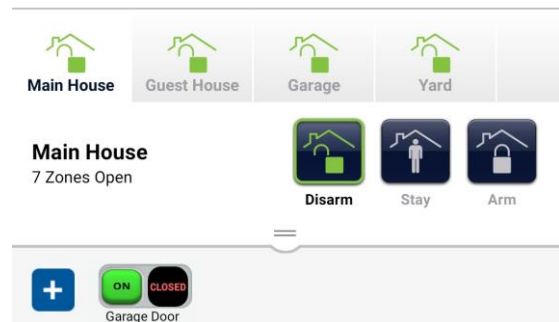 Main House
Guest House
Garage
Yard
Main House
7 Zones Open
Disarm
Stay
Arm
ON
CLOSED
Garage Door